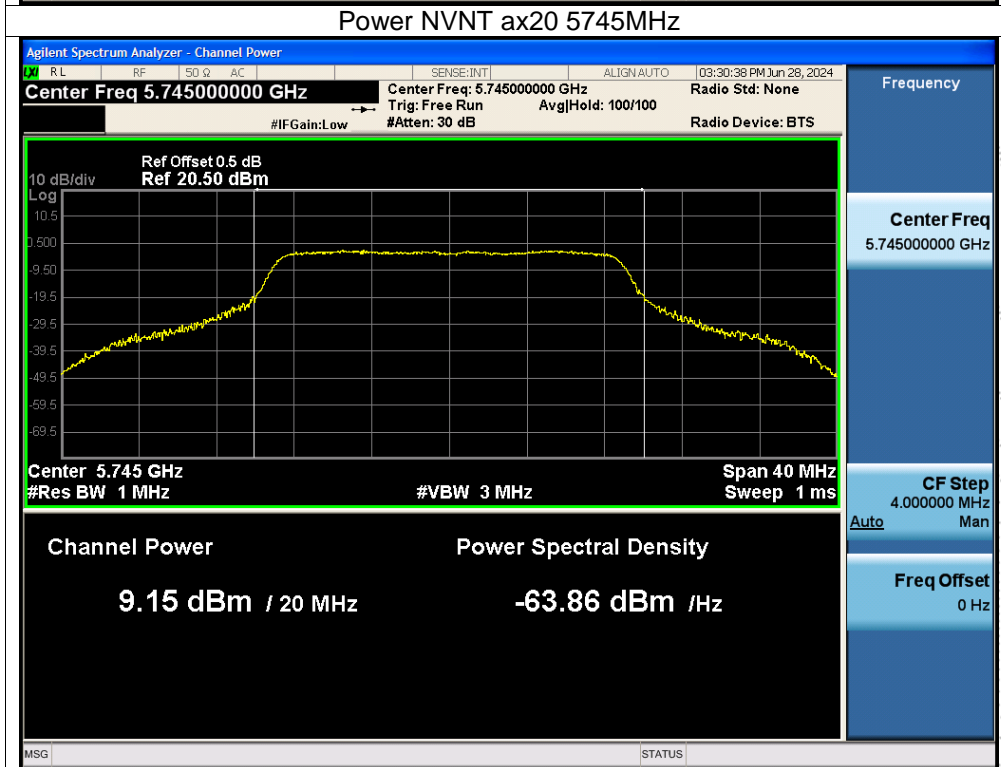 Power NVNT ax20 5745MHz
Agilent Spectrum Analyzer - Channel Power
LXI RL RF 50 Ω AC SENSE:INT ALIGN AUTO 03:30:38 PM Jun 28, 2024
Center Freq 5.745000000 GHz
#IFGain:Low
Center Freq: 5.745000000 GHz
Trig: Free Run Avg|Hold: 100/100
#Atten: 30 dB
Radio Std: None
Radio Device: BTS
Frequency
Ref Offset 0.5 dB
10 dB/div Ref 20.50 dBm
Log
10.5
0.500
-9.50
-19.5
-29.5
-39.5
-49.5
-59.5
-69.5
Center 5.745 GHz Span 40 MHz
#Res BW 1 MHz #VBW 3 MHz Sweep 1 ms
Center Freq
5.745000000 GHz
CF Step
4.000000 MHz
Auto Man
Freq Offset
0 Hz
Channel Power Power Spectral Density
9.15 dBm / 20 MHz -63.86 dBm /Hz
MSG STATUS